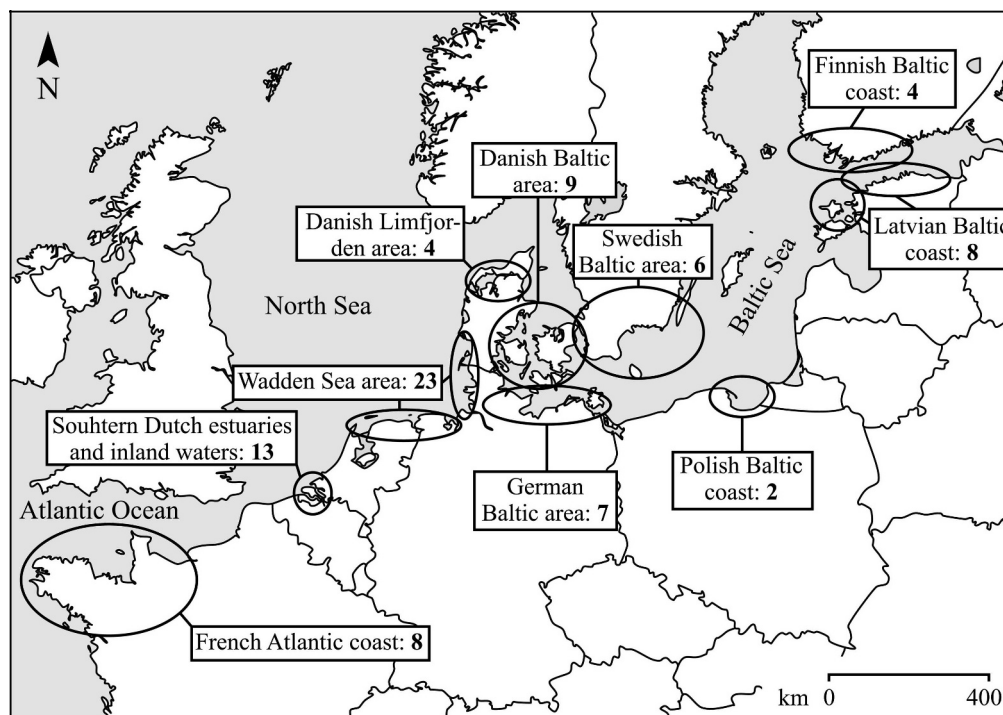 N
Finnish Baltic
coast: 4
Danish Baltic
area: 9
Danish Limfjor-
den area: 4
Swedish
Baltic area: 6
Latvian Baltic
coast: 8
Baltic Sea
North Sea
Wadden Sea area: 23
Souhtern Dutch estuaries
and inland waters: 13
German
Baltic area: 7
Polish Baltic
coast: 2
Atlantic Ocean
French Atlantic coast: 8
km 0 400